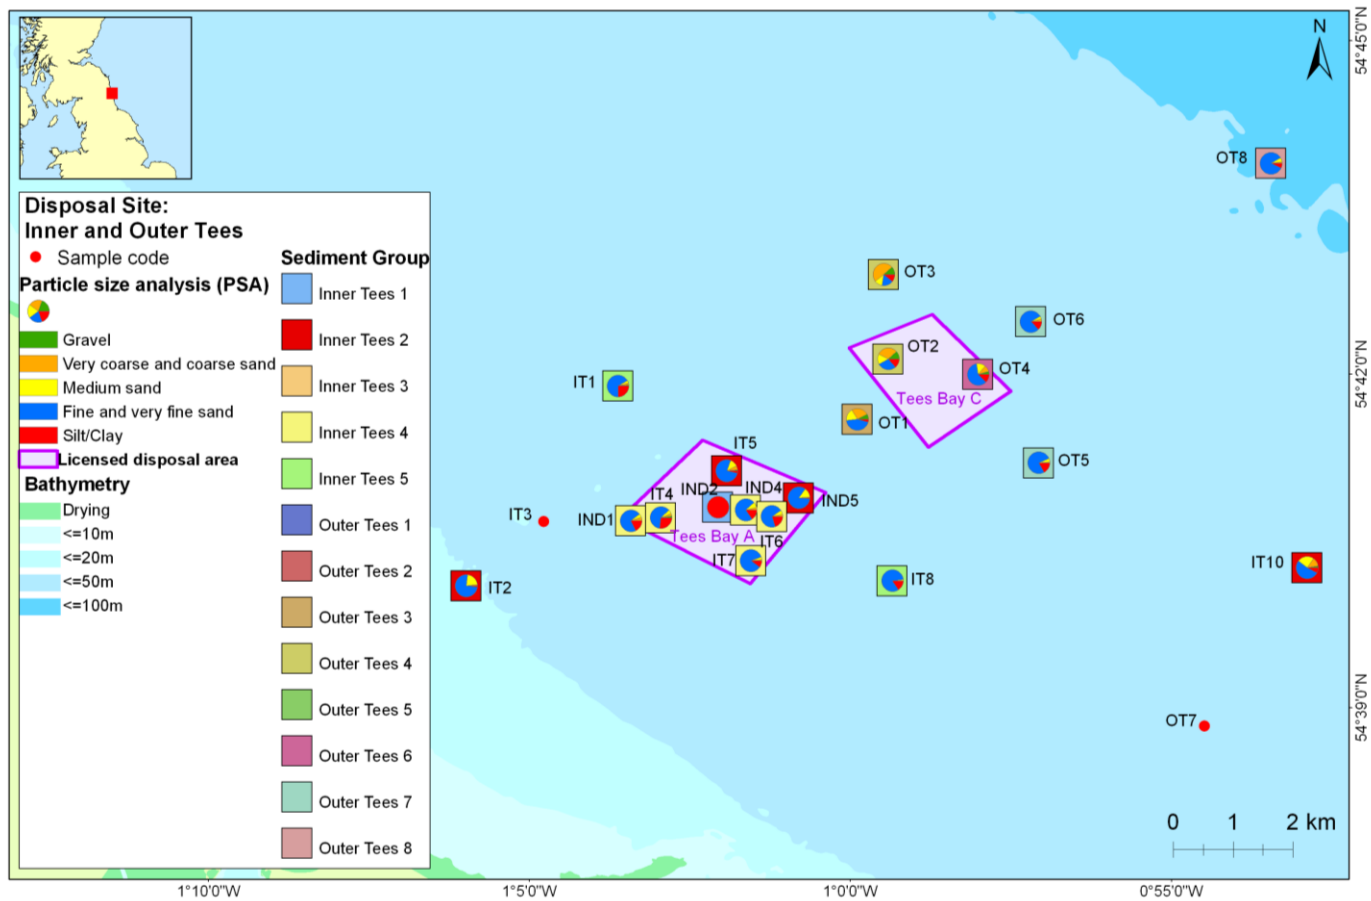 N
54°45'0"N
54°42'0"N
54°39'0"N
Disposal Site:
Inner and Outer Tees
Sample code
Particle size analysis (PSA)
Gravel
Very coarse and coarse sand
Medium sand
Fine and very fine sand
Silt/Clay
Licensed disposal area
Bathymetry
Drying
<=10m
<=20m
<=50m
<=100m
Sediment Group
Inner Tees 1
Inner Tees 2
Inner Tees 3
Inner Tees 4
Inner Tees 5
Outer Tees 1
Outer Tees 2
Outer Tees 3
Outer Tees 4
Outer Tees 5
Outer Tees 6
Outer Tees 7
Outer Tees 8
OT8
OT3
OT6
OT2
OT4
Tees Bay C
IT1
OT1
IT5
OT5
IND2
IND4
IND5
IT4
IT3
IND1
Tees Bay A
IT6
IT7
IT8
IT10
IT2
OT7
0 1 2 km
1°10'0"W
1°5'0"W
1°0'0"W
0°55'0"W